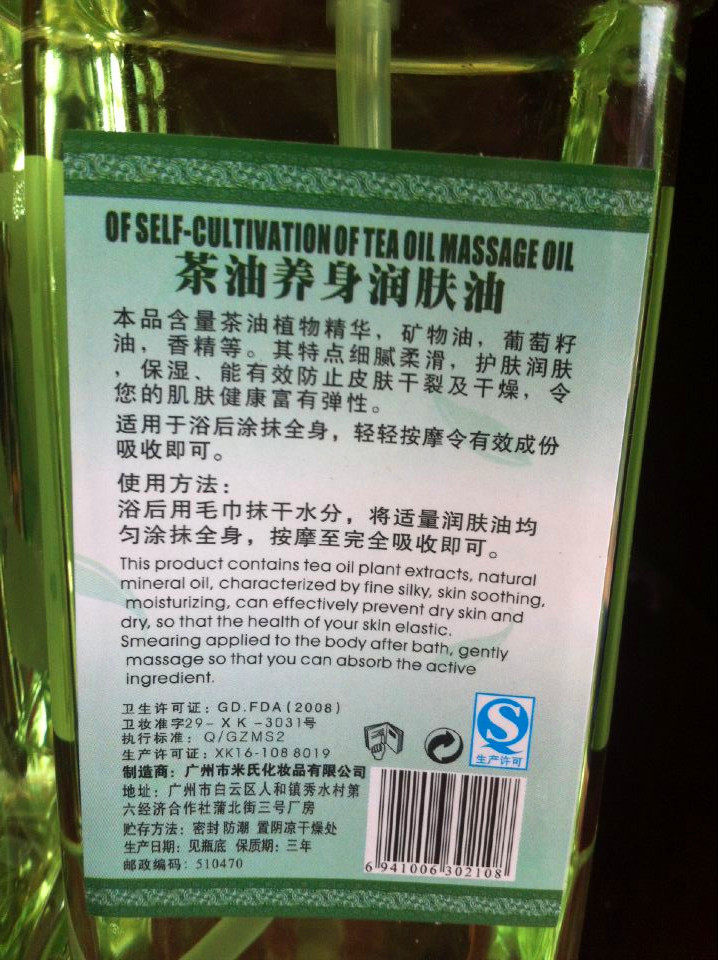 OF SELF-CULTIVATION OF TEA OIL MASSAGE OIL
茶油养身润肤油
本品含量茶油植物精华，矿物油，葡萄籽
油，香精等。其特点细腻柔滑，护肤润肤
，保湿、能有效防止皮肤干裂及干燥，令
您的肌肤健康富有弹性。
适用于浴后涂抹全身，轻轻按摩令有效成份
吸收即可。
使用方法：
浴后用毛巾抹干水分，将适量润肤油均
匀涂抹全身，按摩至完全吸收即可。
This product contains tea oil plant extracts, natural
mineral oil, characterized by fine silky, skin soothing,
moisturizing, can effectively prevent dry skin and
dry, so that the health of your skin elastic.
Smearing applied to the body after bath, gently
massage so that you can absorb the active
ingredient.
卫生许可证：GD.FDA(2008)
卫妆准字29-XK-3031号
执行标准：Q/GZMS2
生产许可证：XK16-108 8019
制造商：广州市米氏化妆品有限公司
地址：广州市白云区人和镇秀水村第
六经济合作社蒲北街三号厂房
贮存方法：密封防潮 置阴凉干燥处
生产日期：见瓶底 保质期：三年
邮政编码：510470
生产许可
6 941006 302108